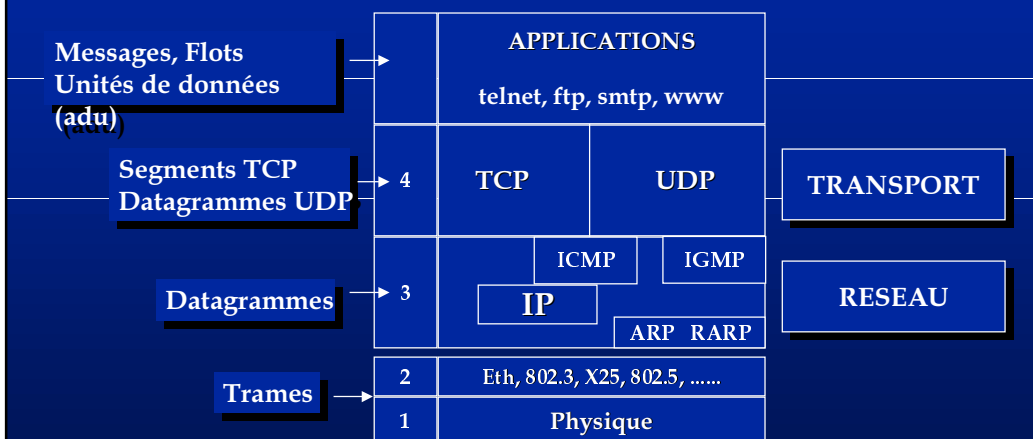 APPLICATIONS
Messages, Flots
Unités de données
(adu)
telnet, ftp, smtp, www
Segments TCP
Datagrammes UDP
4
TCP
UDP
TRANSPORT
ICMP
IGMP
Datagrammes
3
IP
RESEAU
ARP RARP
Trames
2
Eth, 802.3, X25, 802.5, ......
1
Physique